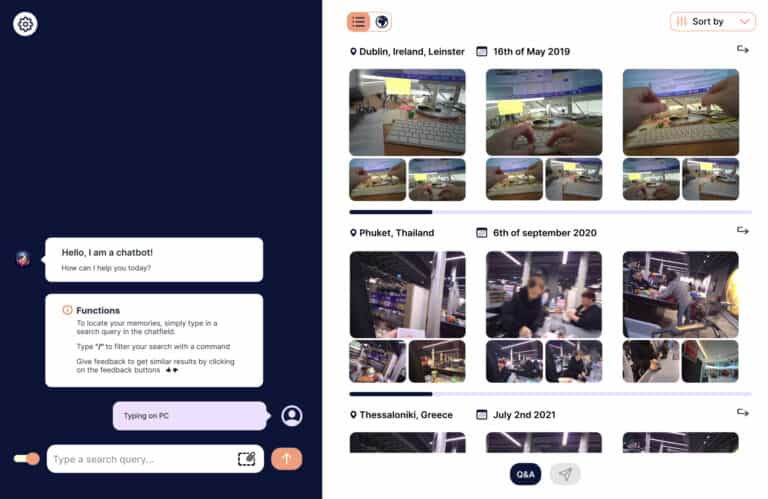 Sort by
Dublin, Ireland, Leinster
16th of May 2019
Phuket, Thailand
6th of september 2020
Thessaloniki, Greece
July 2nd 2021
Q&A
Hello, I am a chatbot!
How can I help you today?
Functions
To locate your memories, simply type in a
search query in the chatfield.
Type "/" to filter your search with a command
Give feedback to get similar results by clicking
on the feedback buttons
Typing on PC
Type a search query...